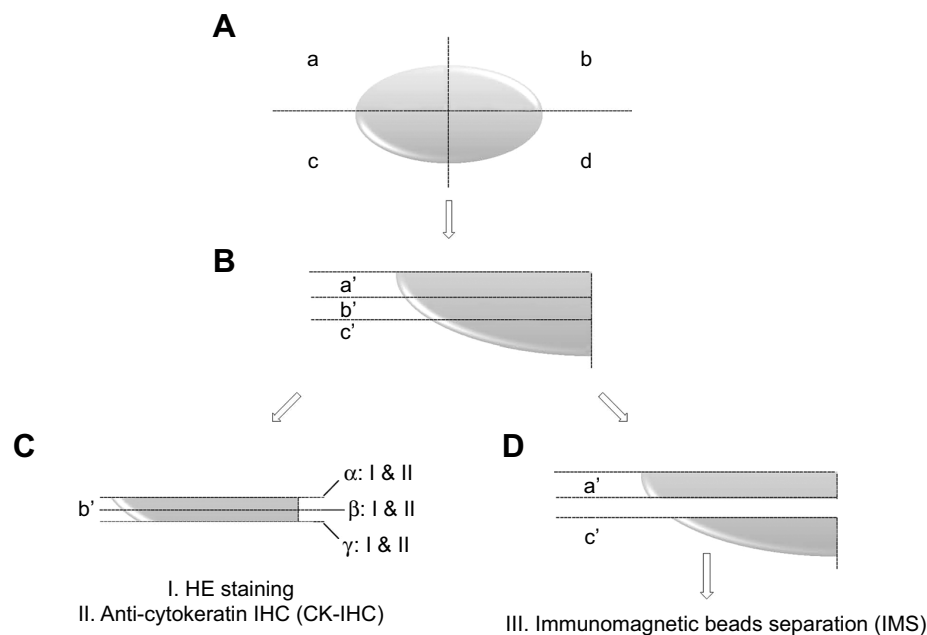 A
a b
c d
B
a’
b’
c’
C
D
α: I & II
a’
b’
β: I & II
γ: I & II
c’
I. HE staining
II. Anti-cytokeratin IHC (CK-IHC)
III. Immunomagnetic beads separation (IMS)